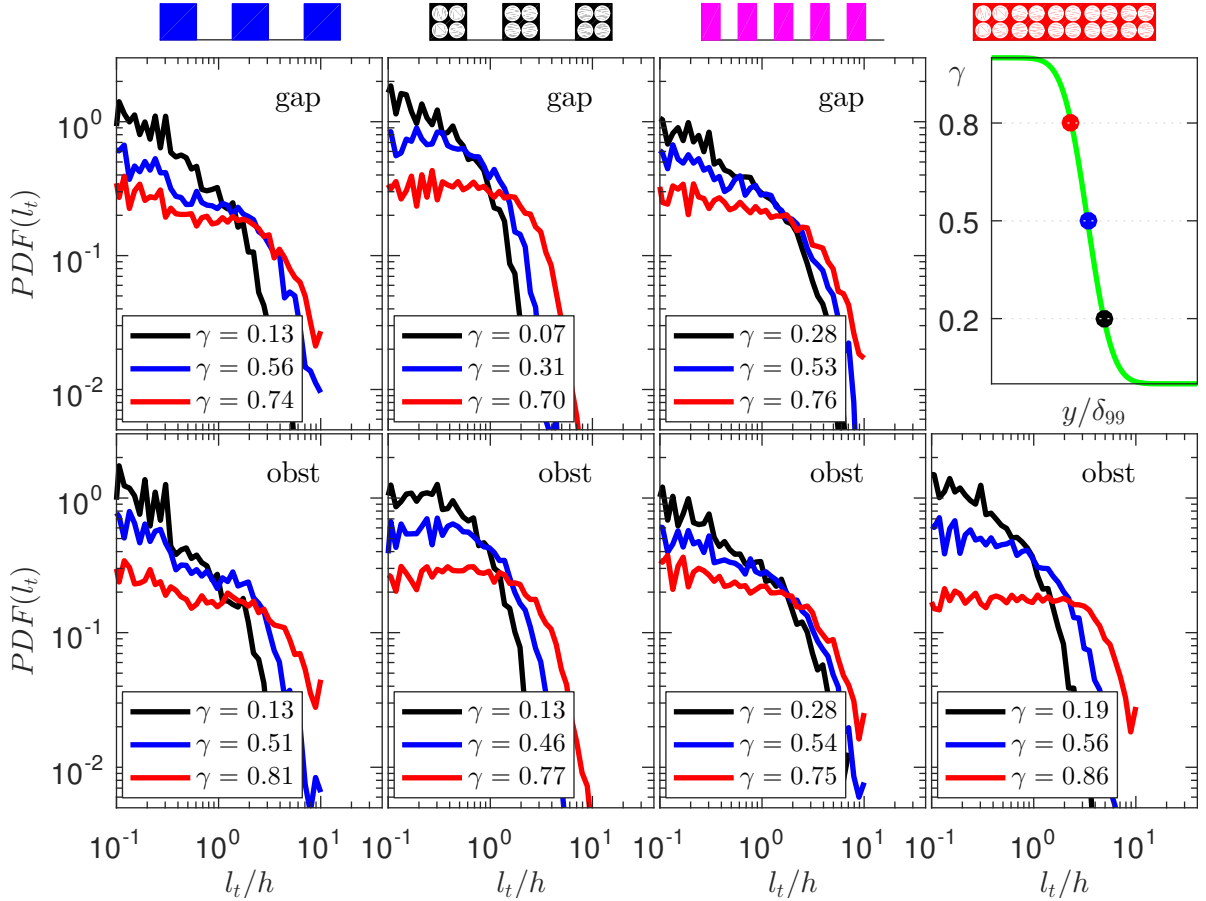 gap
gap
gap
γ
PDF(l_t)
10^0
10^{-1}
10^{-2}
γ = 0.13
γ = 0.56
γ = 0.74
γ = 0.07
γ = 0.31
γ = 0.70
γ = 0.28
γ = 0.53
γ = 0.76
0.8
0.5
0.2
y/δ_{99}
obst
obst
obst
obst
PDF(l_t)
10^0
10^{-1}
10^{-2}
γ = 0.13
γ = 0.51
γ = 0.81
γ = 0.13
γ = 0.46
γ = 0.77
γ = 0.28
γ = 0.54
γ = 0.75
γ = 0.19
γ = 0.56
γ = 0.86
10^{-1} 10^0 10^1
10^{-1} 10^0 10^1
10^{-1} 10^0 10^1
10^{-1} 10^0 10^1
l_t/h
l_t/h
l_t/h
l_t/h